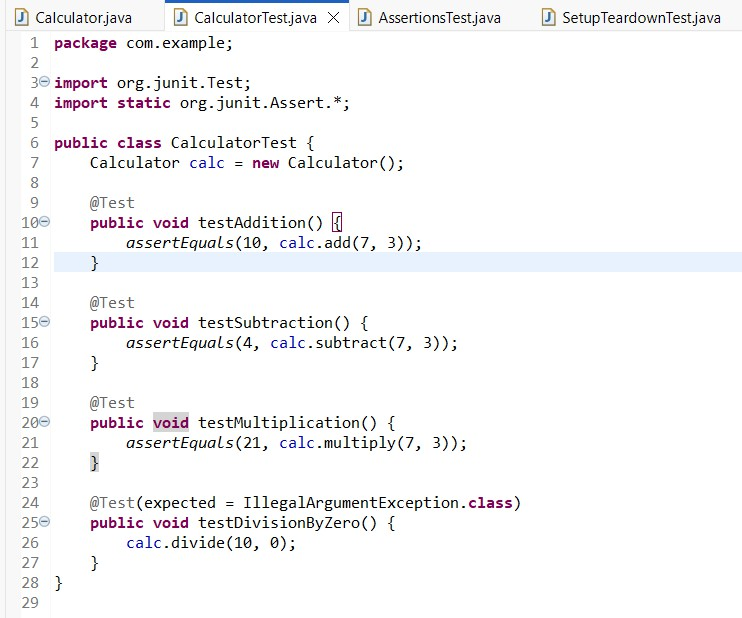 Calculator.java CalculatorTest.java AssertionsTest.java SetupTeardownTest.java
1 package com.example;
2
3 import org.junit.Test;
4 import static org.junit.Assert.*;
5
6 public class CalculatorTest {
7     Calculator calc = new Calculator();
8
9     @Test
10     public void testAddition() {
11         assertEquals(10, calc.add(7, 3));
12     }
13
14     @Test
15     public void testSubtraction() {
16         assertEquals(4, calc.subtract(7, 3));
17     }
18
19     @Test
20     public void testMultiplication() {
21         assertEquals(21, calc.multiply(7, 3));
22     }
23
24     @Test(expected = IllegalArgumentException.class)
25     public void testDivisionByZero() {
26         calc.divide(10, 0);
27     }
28 }
29